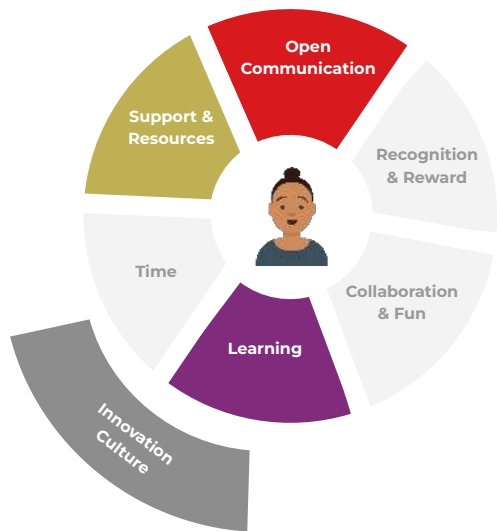 Open
Communication
Support &
Resources
Recognition
& Reward
Time
Collaboration
& Fun
Learning
Innovation
Culture